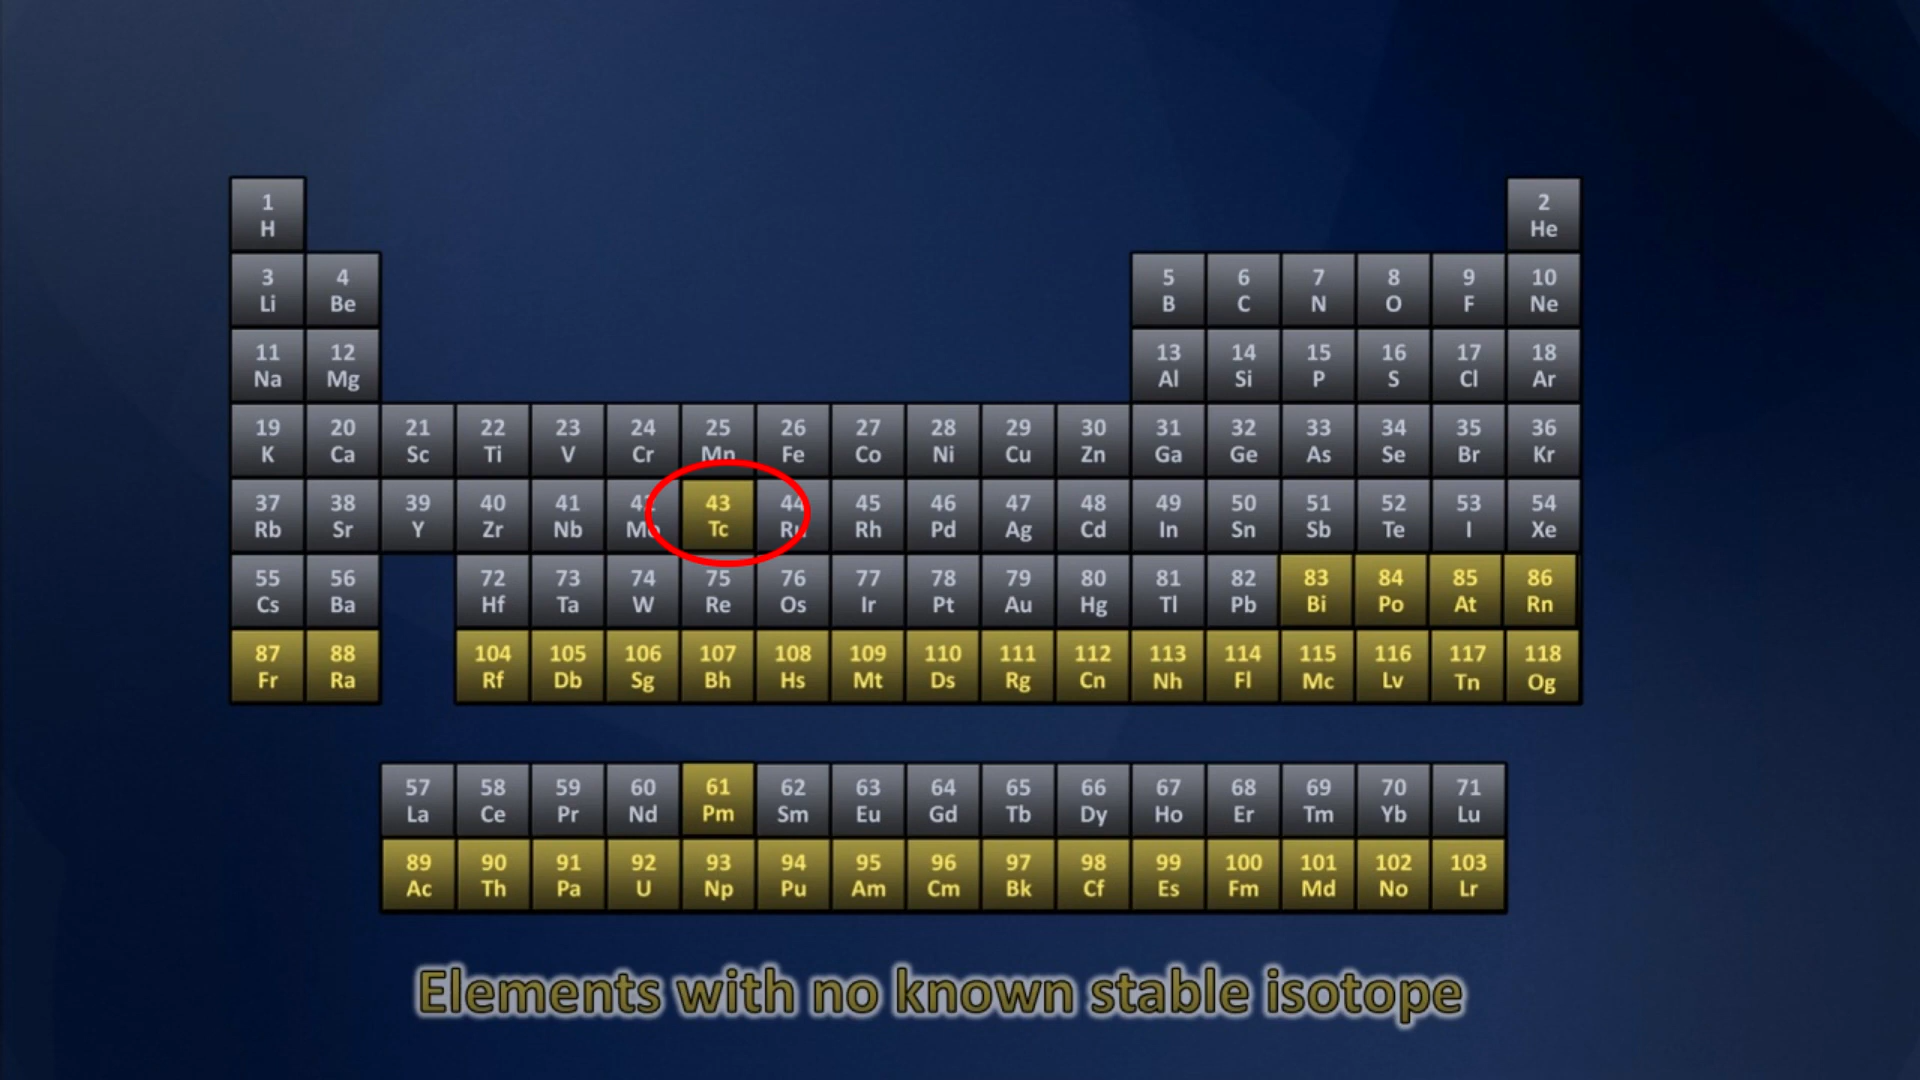 1 2
H He
3 4 5 6 7 8 9 10
Li Be B C N O F Ne
11 12 13 14 15 16 17 18
Na Mg Al Si P S Cl Ar
19 20 21 22 23 24 25 26 27 28 29 30 31 32 33 34 35 36
K Ca Sc Ti V Cr Mn Fe Co Ni Cu Zn Ga Ge As Se Br Kr
37 38 39 40 41 42 43 44 45 46 47 48 49 50 51 52 53 54
Rb Sr Y Zr Nb Mo Tc Ru Rh Pd Ag Cd In Sn Sb Te I Xe
55 56 72 73 74 75 76 77 78 79 80 81 82 83 84 85 86
Cs Ba Hf Ta W Re Os Ir Pt Au Hg Tl Pb Bi Po At Rn
87 88 104 105 106 107 108 109 110 111 112 113 114 115 116 117 118
Fr Ra Rf Db Sg Bh Hs Mt Ds Rg Cn Nh Fl Mc Lv Tn Og
57 58 59 60 61 62 63 64 65 66 67 68 69 70 71
La Ce Pr Nd Pm Sm Eu Gd Tb Dy Ho Er Tm Yb Lu
89 90 91 92 93 94 95 96 97 98 99 100 101 102 103
Ac Th Pa U Np Pu Am Cm Bk Cf Es Fm Md No Lr
Elements with no known stable isotope